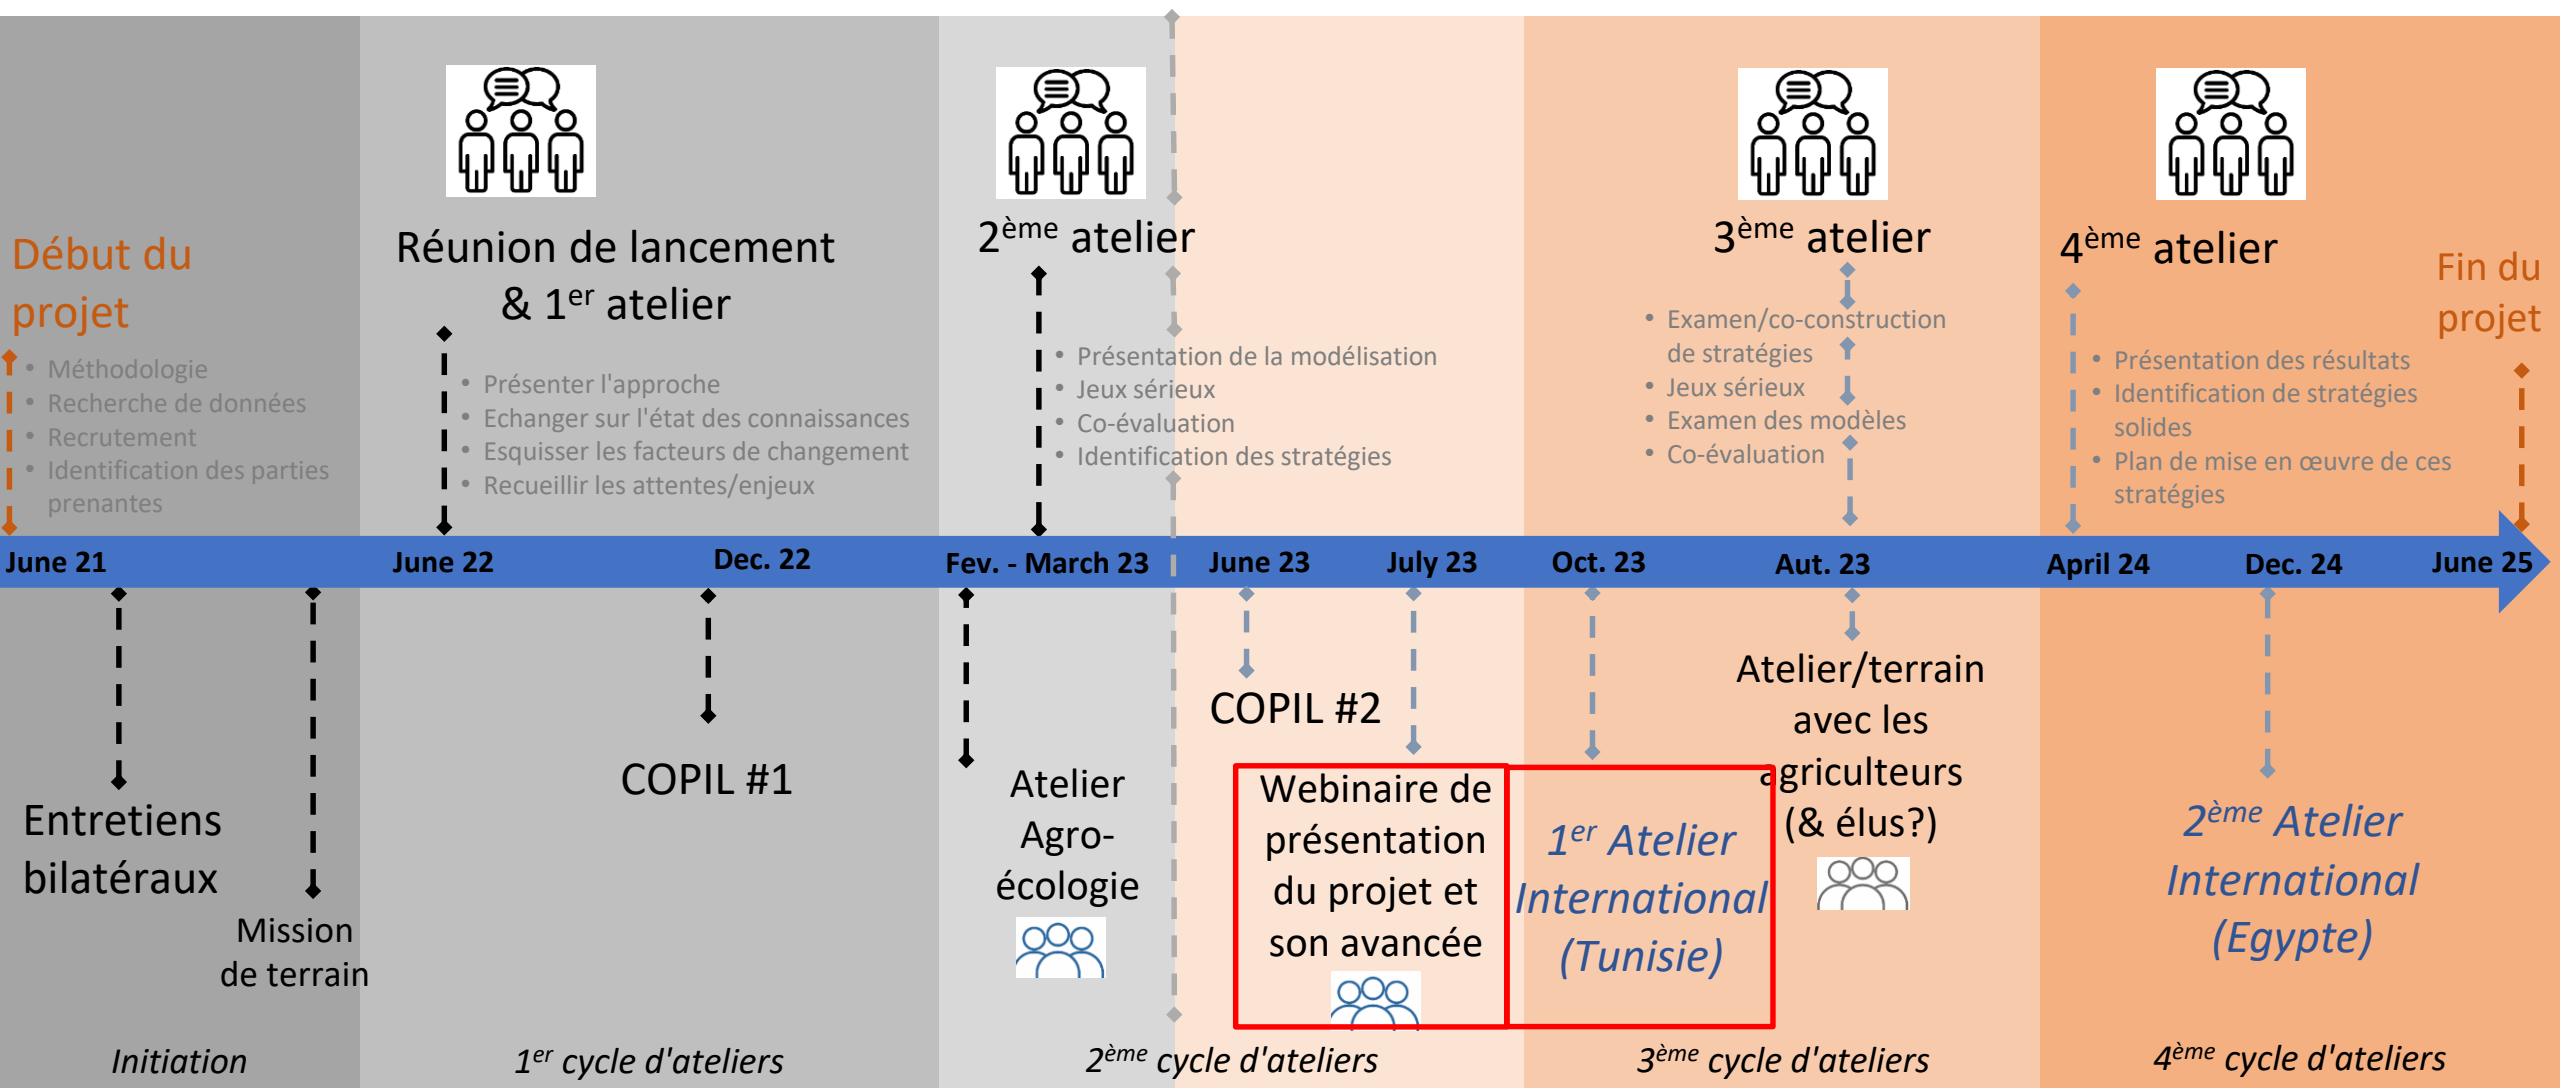 Début du
projet
• Méthodologie
• Recherche de données
• Recrutement
• Identification des parties
prenantes
Réunion de lancement
& 1er atelier
• Présenter l'approche
• Echanger sur l'état des connaissances
• Esquisser les facteurs de changement
• Recueillir les attentes/enjeux
2ème atelier
• Présentation de la modélisation
• Jeux sérieux
• Co-évaluation
• Identification des stratégies
3ème atelier
• Examen/co-construction
de stratégies
• Jeux sérieux
• Examen des modèles
• Co-évaluation
4ème atelier
• Présentation des résultats
• Identification de stratégies
solides
• Plan de mise en œuvre de ces
stratégies
Fin du
projet
June 21
June 22
Dec. 22
Fev. - March 23
June 23
July 23
Oct. 23
Aut. 23
April 24
Dec. 24
June 25
Entretiens
bilatéraux
Mission
de terrain
COPIL #1
Atelier
Agro-
écologie
COPIL #2
Webinaire de
présentation
du projet et
son avancée
1er Atelier
International
(Tunisie)
Atelier/terrain
avec les
agriculteurs
(& élus?)
2ème Atelier
International
(Egypte)
Initiation
1er cycle d'ateliers
2ème cycle d'ateliers
3ème cycle d'ateliers
4ème cycle d'ateliers